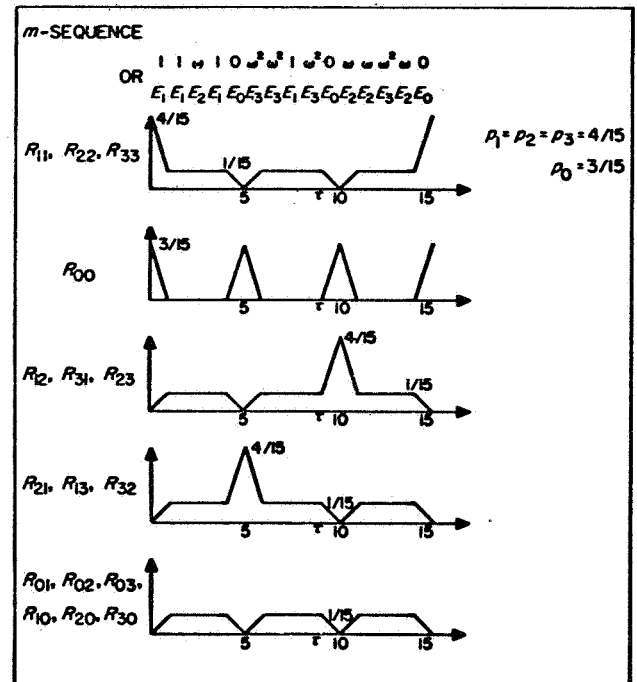 m-SEQUENCE
1 1 ω 1 0 ω² ω² 1 ω² 0 ω ω ω² ω 0
OR
E₁ E₁ E₂ E₁ E₀ E₃ E₃ E₁ E₃ E₀ E₂ E₂ E₃ E₂ E₀
4/15
p₁ = p₂ = p₃ = 4/15
R₁₁, R₂₂, R₃₃
1/15
p₀ = 3/15
5 τ 10 15
3/15
R₀₀
5 τ 10 15
4/15
R₁₂, R₃₁, R₂₃
1/15
5 τ 10 15
4/15
R₂₁, R₁₃, R₃₂
1/15
5 τ 10 15
R₀₁, R₀₂, R₀₃,
R₁₀, R₂₀, R₃₀
1/15
5 τ 10 15